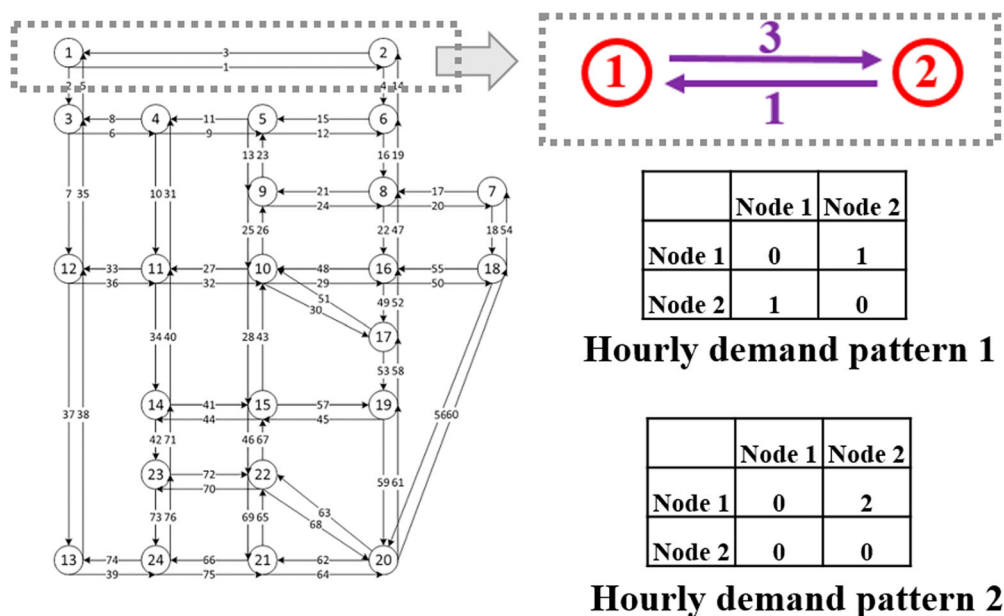 1 3 2
1
2 5 4 14
3 8 4 11 5 15 6
6 9 12
13 23 16 19
7 35 10 31 9 21 8 17 7
24 20
25 26 22 47 18 54
12 33 11 27 10 48 16 55 18
36 32 29 50
51 49 52
30
34 40 28 43 17
53 58
37 38 14 41 15 57 19 5660
44 45
42 71 46 67
23 72 22 59 61
70 63
73 76 69 65 68
13 74 24 66 21 62 20
39 75 64
3
1 2
1
Node 1 Node 2
Node 1 0 1
Node 2 1 0
Hourly demand pattern 1
Node 1 Node 2
Node 1 0 2
Node 2 0 0
Hourly demand pattern 2